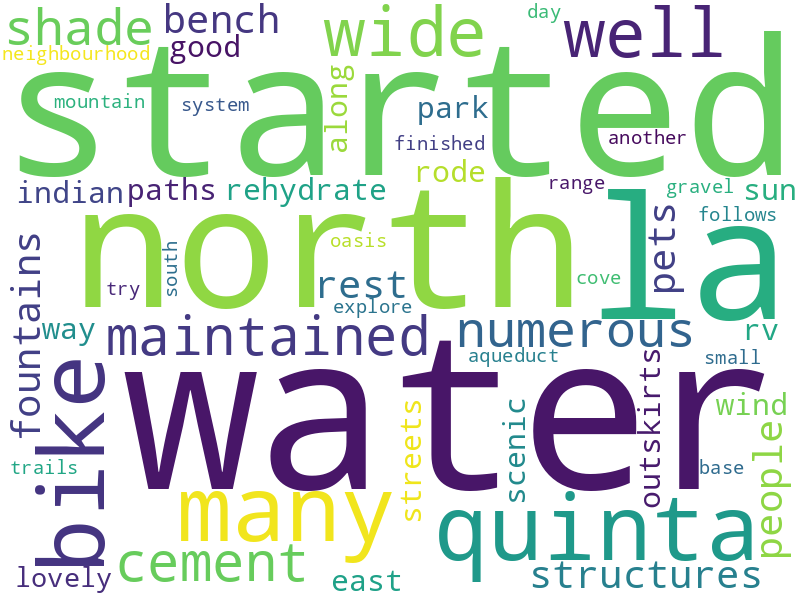 shade
bench
wide
day
well
neighbourhood
good
started
mountain
system
along
park
finished
another
indian
paths
rehydrate
rode
range
gravel
sun
north
la
pets
follows
oasis
south
try
fountains
rest
cove
explore
way
maintained
numerous
rv
aqueduct
small
bike
water
outskirts
streets
scenic
wind
people
trails
base
many
quinta
cement
lovely
east
structures